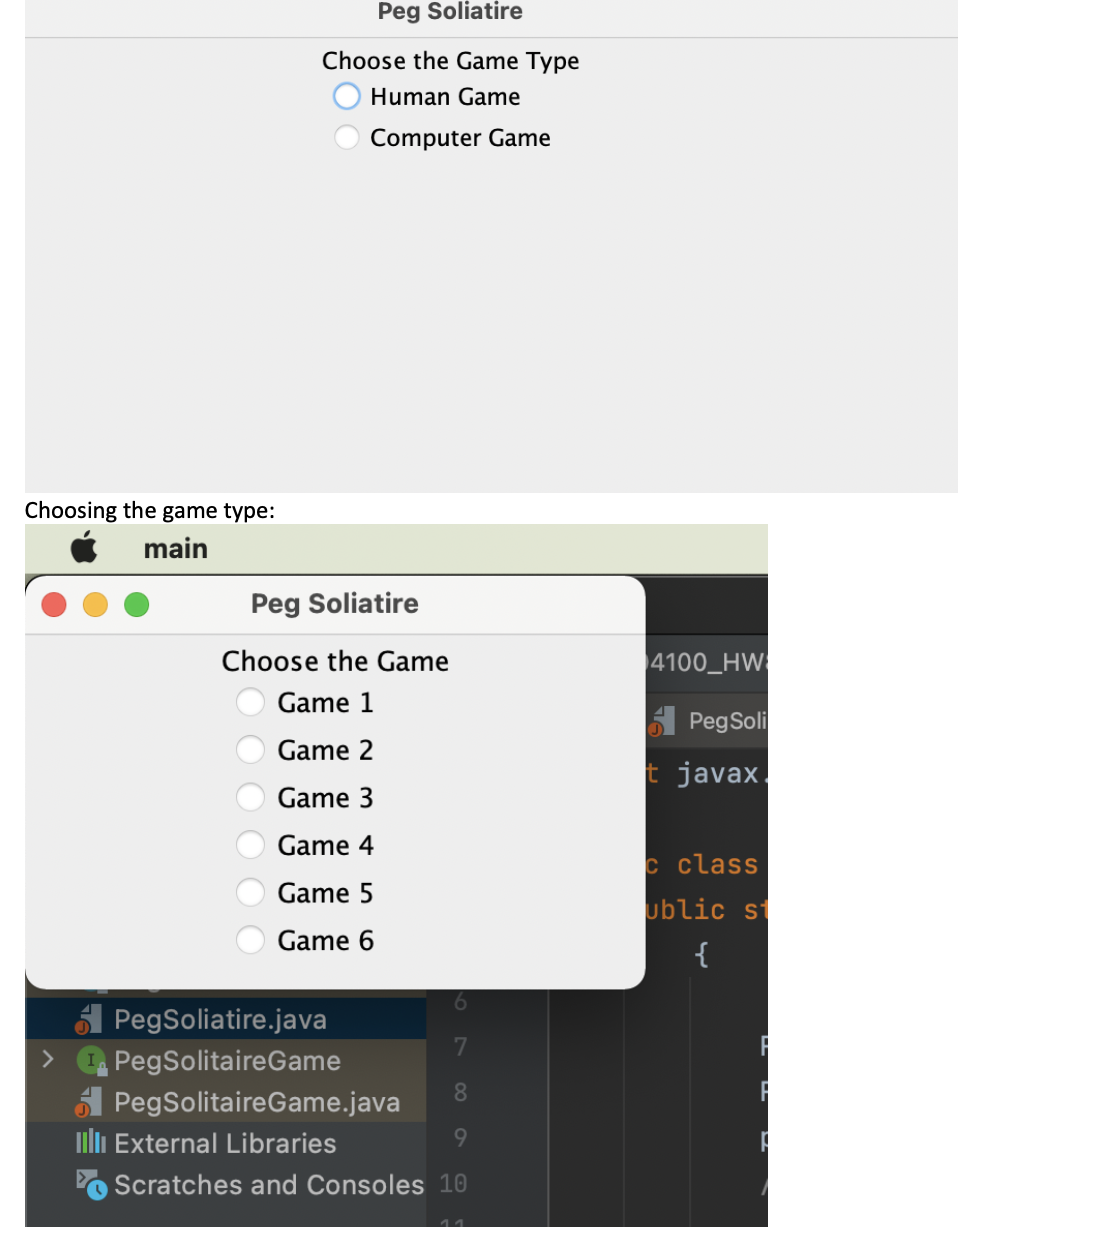 Peg Soliatire
Choose the Game Type
Human Game
Computer Game
Choosing the game type:
main
Peg Soliatire
Choose the Game
Game 1
Game 2
Game 3
Game 4
Game 5
Game 6
4100_HW
PegSoli
t javax.
c class
ublic st
{
6
PegSoliatire.java
7
PegSolitaireGame
8
PegSolitaireGame.java
9
External Libraries
10
Scratches and Consoles